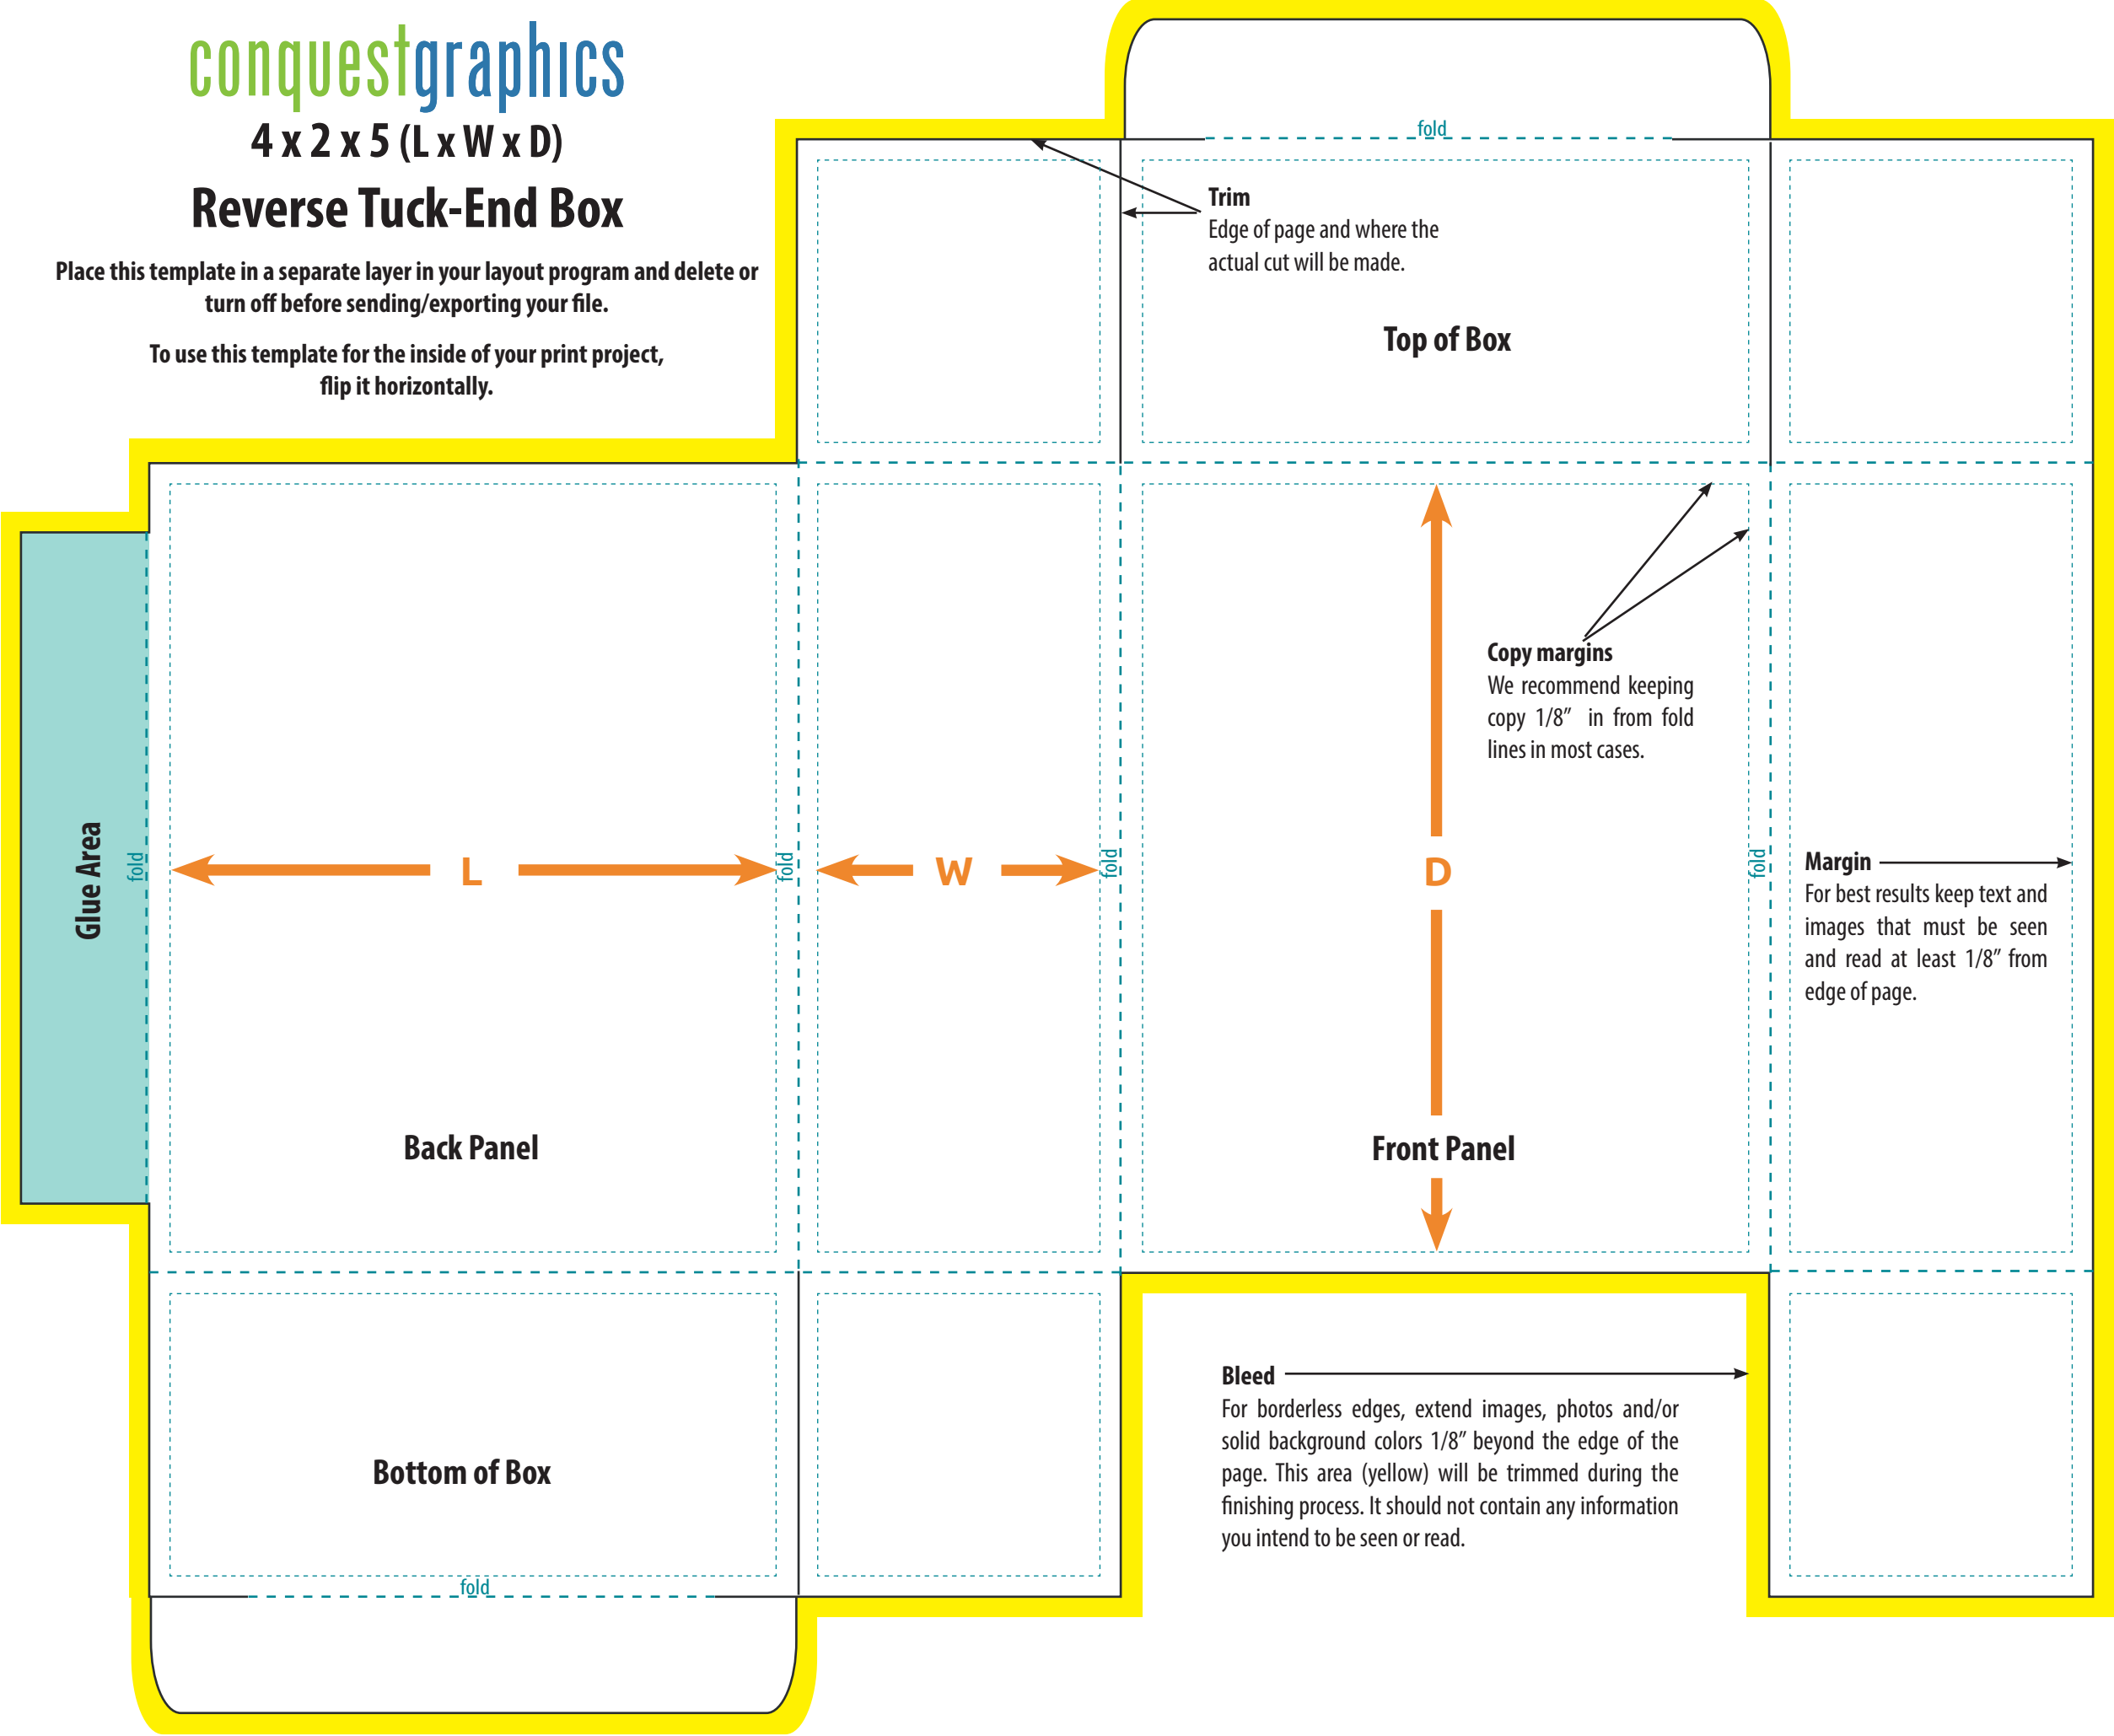 conquestgraphics
4 x 2 x 5 (L x W x D)
Reverse Tuck-End Box
Place this template in a separate layer in your layout program and delete or
turn off before sending/exporting your file.
To use this template for the inside of your print project,
flip it horizontally.
fold
Trim
Edge of page and where the
actual cut will be made.
Top of Box
Copy margins
We recommend keeping
copy 1/8” in from fold
lines in most cases.
Glue Area
fold
L
fold
W
fold
D
fold
Margin
For best results keep text and
images that must be seen
and read at least 1/8” from
edge of page.
Back Panel
Front Panel
Bleed
For borderless edges, extend images, photos and/or
solid background colors 1/8” beyond the edge of the
page. This area (yellow) will be trimmed during the
finishing process. It should not contain any information
you intend to be seen or read.
Bottom of Box
fold